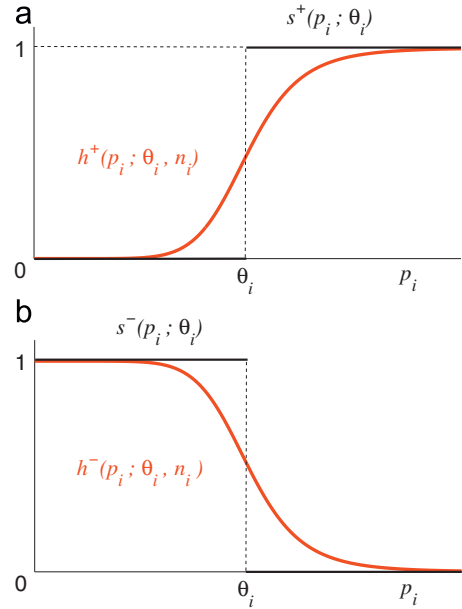 a
s⁺(pᵢ ; θᵢ)
1
h⁺(pᵢ ; θᵢ , nᵢ)
0
θᵢ
pᵢ
b
s⁻(pᵢ ; θᵢ)
1
h⁻(pᵢ ; θᵢ , nᵢ)
0
θᵢ
pᵢ